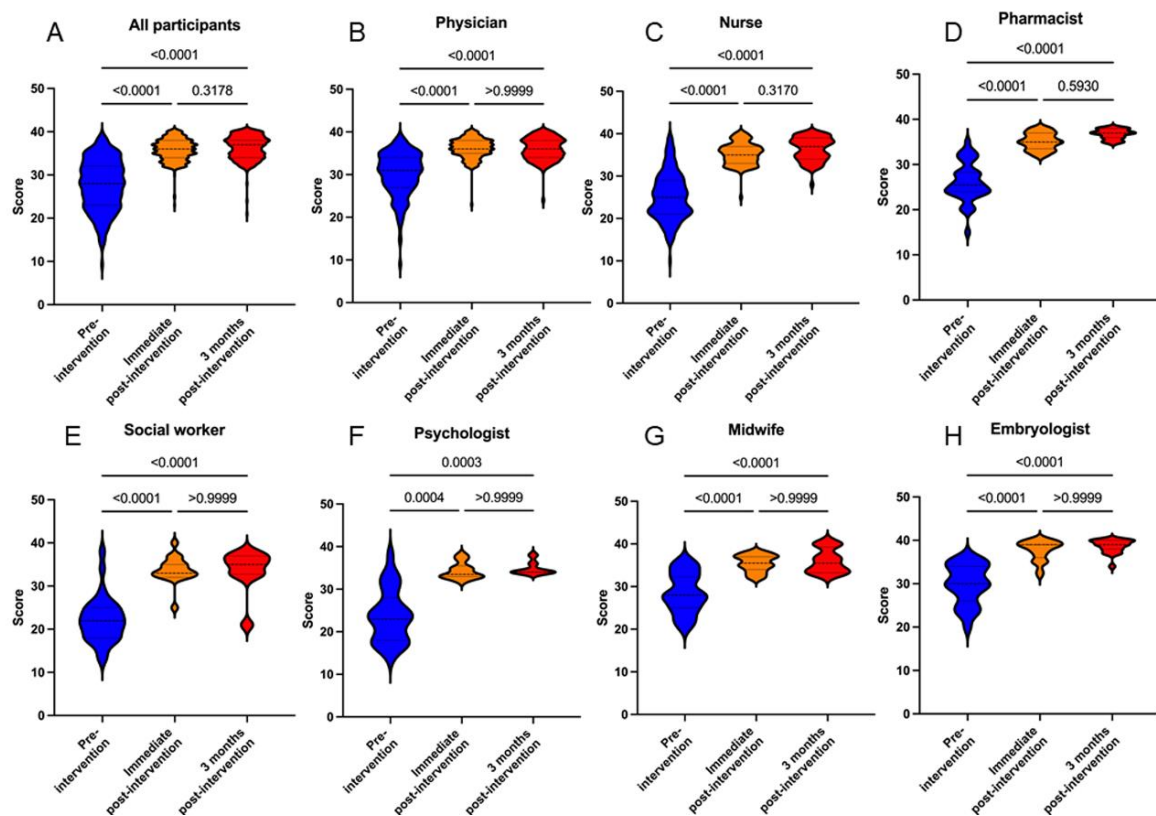 A
All participants
<0.0001
<0.0001
0.3178
50
40
30
20
10
0
Score
Pre-
intervention
Immediate
post-intervention
3 months
post-intervention
B
Physician
<0.0001
<0.0001
>0.9999
50
40
30
20
10
0
Score
Pre-
intervention
Immediate
post-intervention
3 months
post-intervention
C
Nurse
<0.0001
<0.0001
0.3170
50
40
30
20
10
0
Score
Pre-
intervention
Immediate
post-intervention
3 months
post-intervention
D
Pharmacist
<0.0001
<0.0001
0.5930
50
40
30
20
10
0
Score
Pre-
intervention
Immediate
post-intervention
3 months
post-intervention
E
Social worker
<0.0001
<0.0001
>0.9999
50
40
30
20
10
0
Score
Pre-
intervention
Immediate
post-intervention
3 months
post-intervention
F
Psychologist
0.0003
0.0004
>0.9999
50
40
30
20
10
0
Score
Pre-
intervention
Immediate
post-intervention
3 months
post-intervention
G
Midwife
<0.0001
<0.0001
>0.9999
50
40
30
20
10
0
Score
Pre-
intervention
Immediate
post-intervention
3 months
post-intervention
H
Embryologist
<0.0001
<0.0001
>0.9999
50
40
30
20
10
0
Score
Pre-
intervention
Immediate
post-intervention
3 months
post-intervention